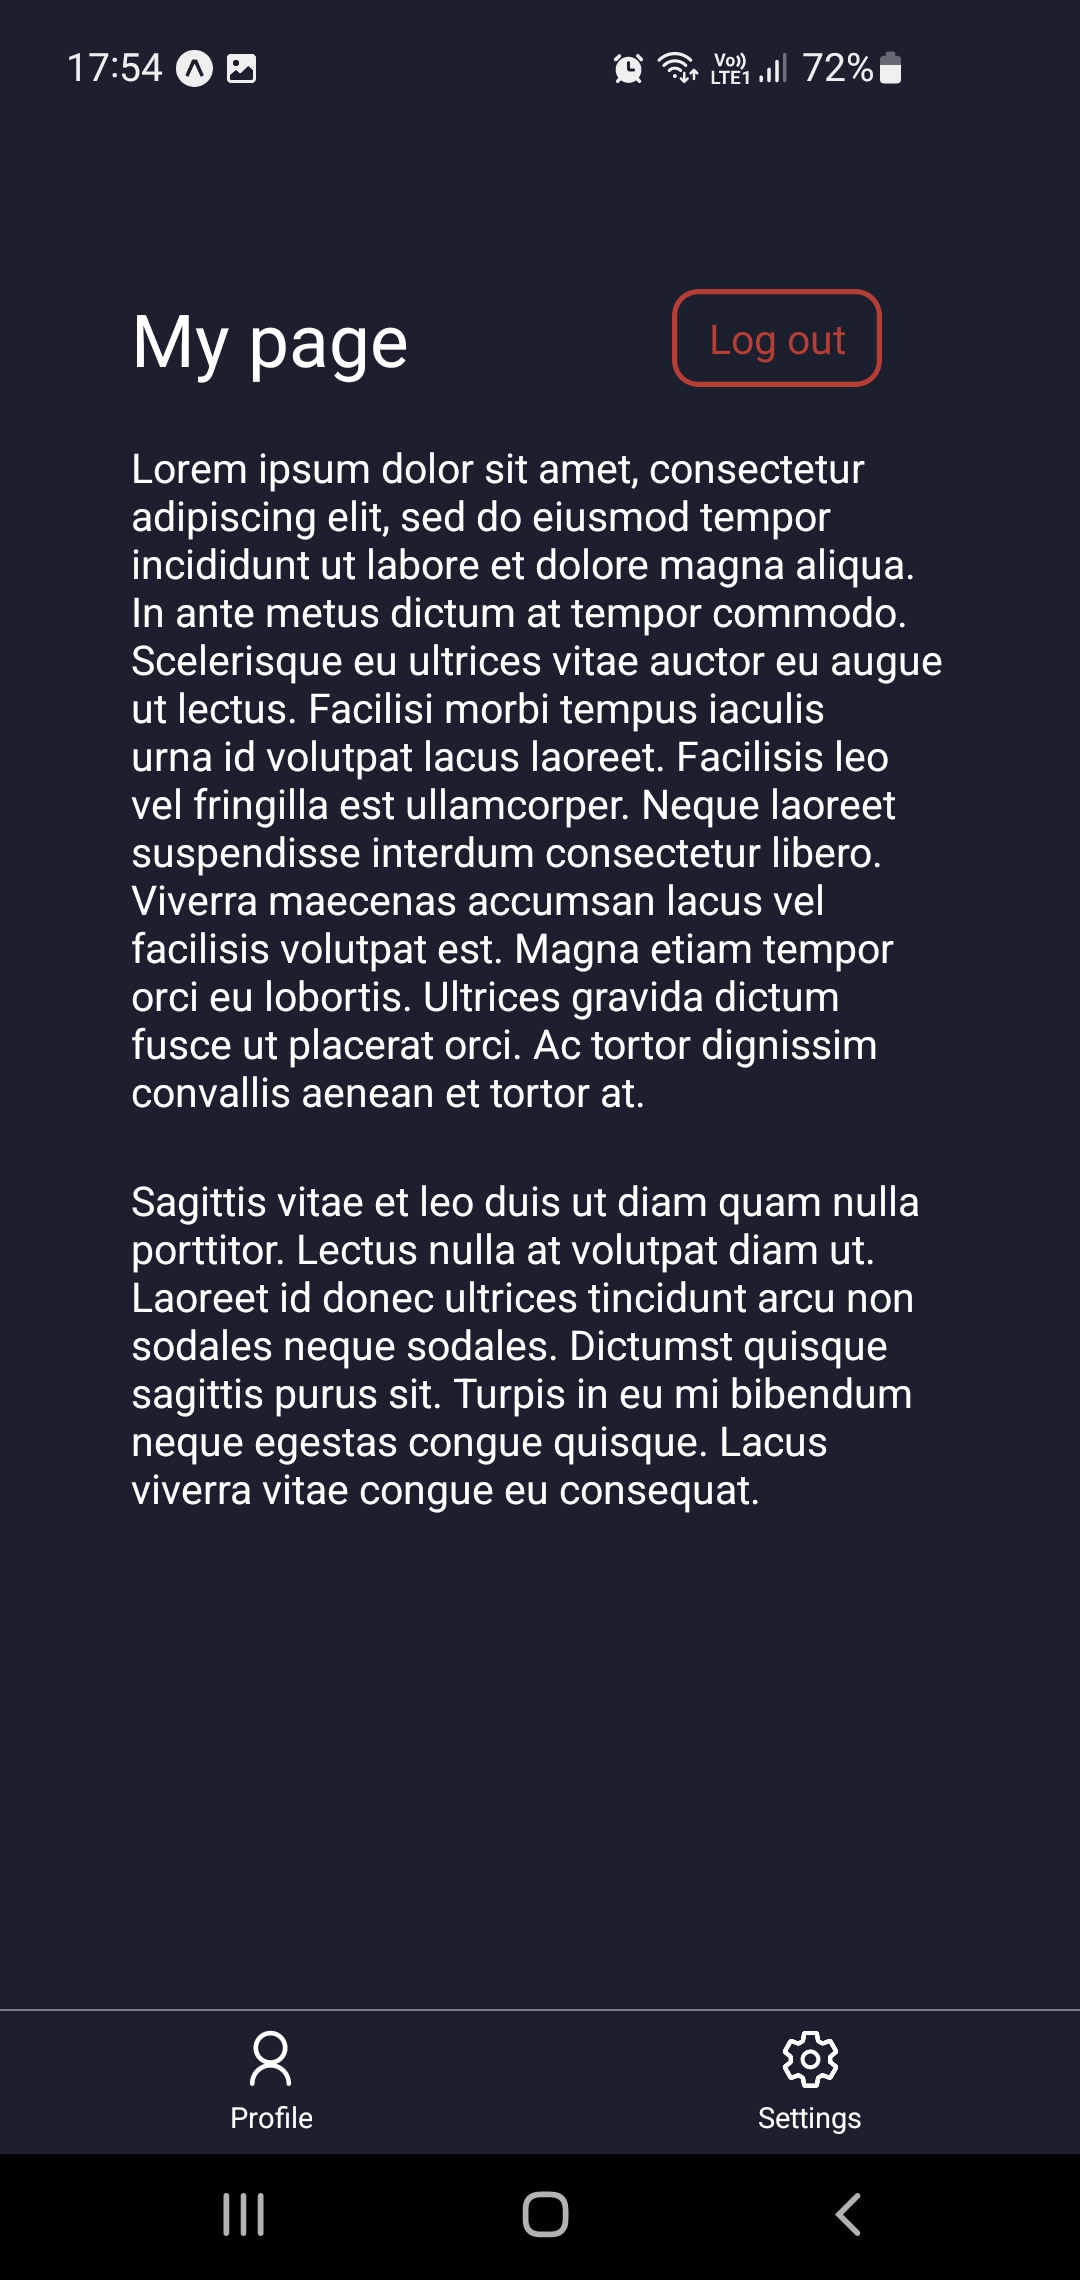 17:54 Vo)) LTE1 72%
My page Log out
Lorem ipsum dolor sit amet, consectetur
adipiscing elit, sed do eiusmod tempor
incididunt ut labore et dolore magna aliqua.
In ante metus dictum at tempor commodo.
Scelerisque eu ultrices vitae auctor eu augue
ut lectus. Facilisi morbi tempus iaculis
urna id volutpat lacus laoreet. Facilisis leo
vel fringilla est ullamcorper. Neque laoreet
suspendisse interdum consectetur libero.
Viverra maecenas accumsan lacus vel
facilisis volutpat est. Magna etiam tempor
orci eu lobortis. Ultrices gravida dictum
fusce ut placerat orci. Ac tortor dignissim
convallis aenean et tortor at.
Sagittis vitae et leo duis ut diam quam nulla
porttitor. Lectus nulla at volutpat diam ut.
Laoreet id donec ultrices tincidunt arcu non
sodales neque sodales. Dictumst quisque
sagittis purus sit. Turpis in eu mi bibendum
neque egestas congue quisque. Lacus
viverra vitae congue eu consequat.
Profile Settings